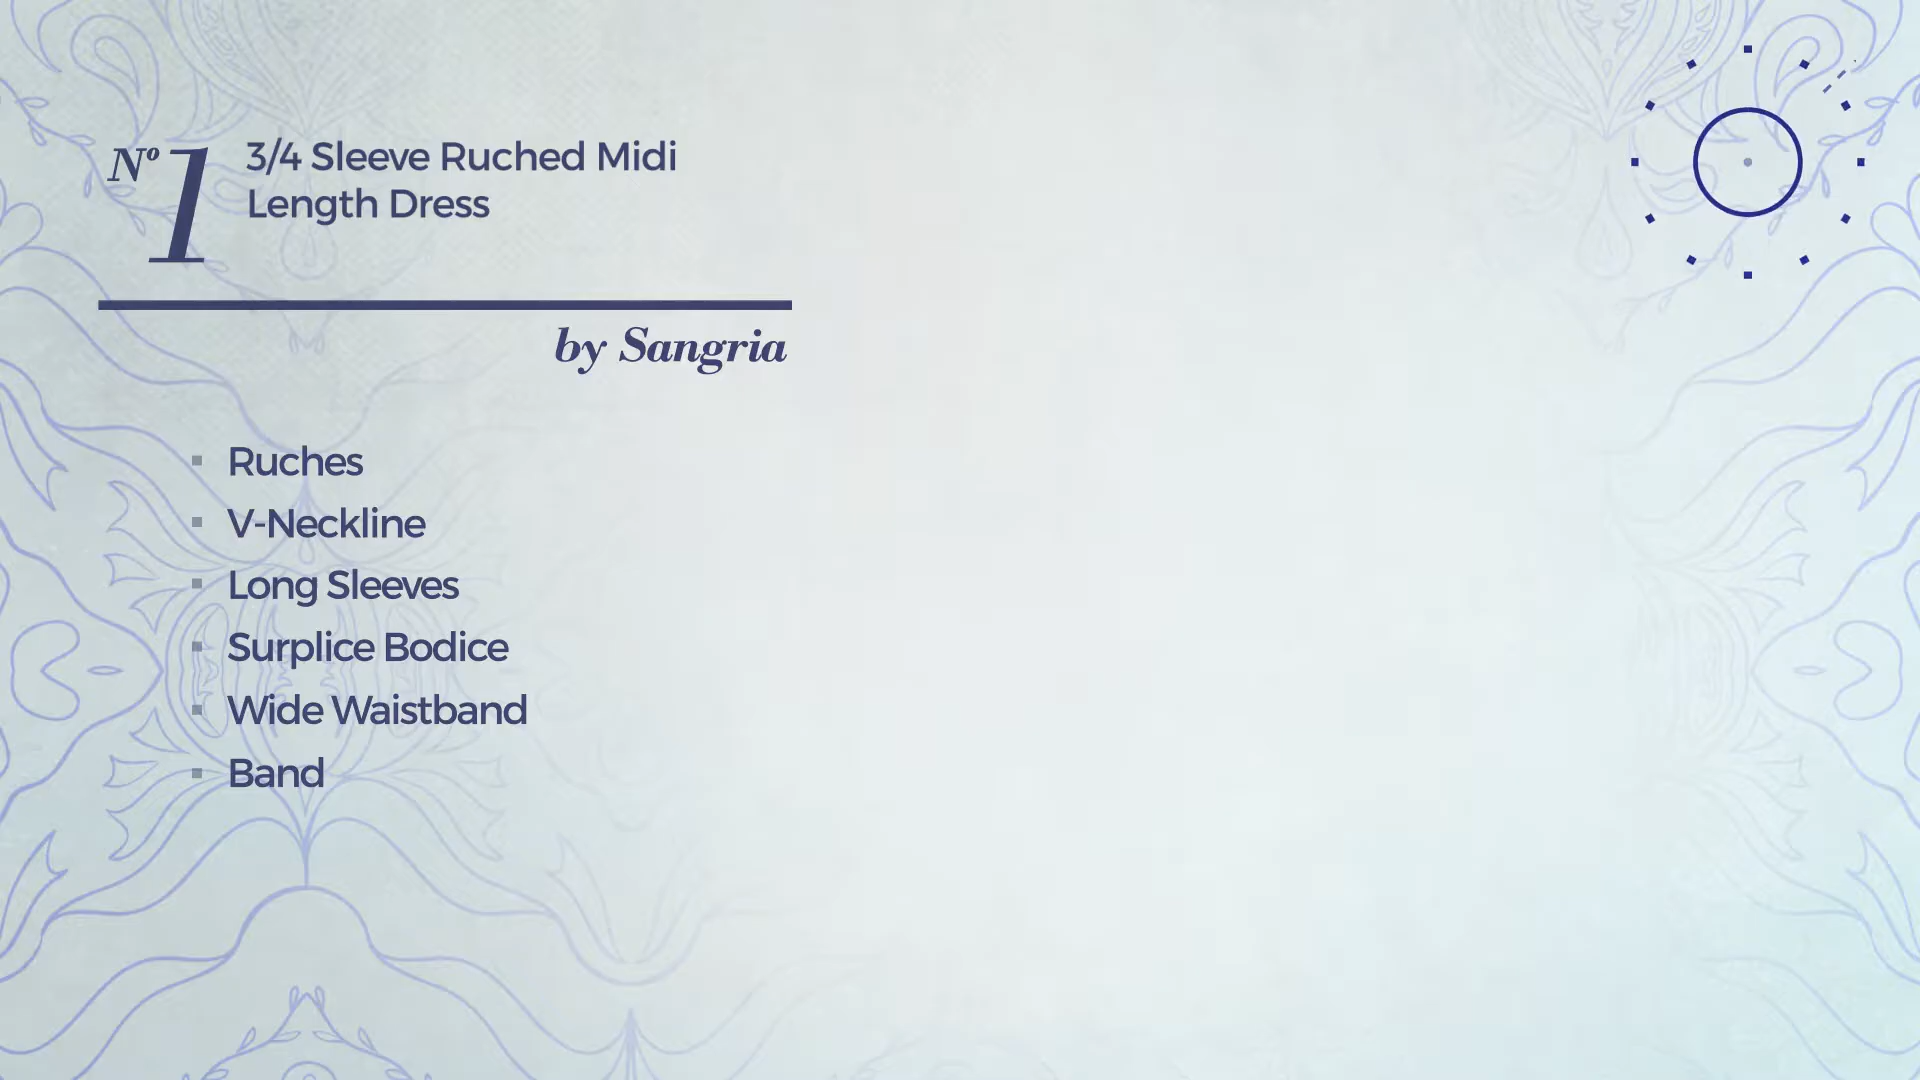 Nº 1
3/4 Sleeve Ruched Midi
Length Dress
by Sangria
Ruches
V-Neckline
Long Sleeves
Surplice Bodice
Wide Waistband
Band